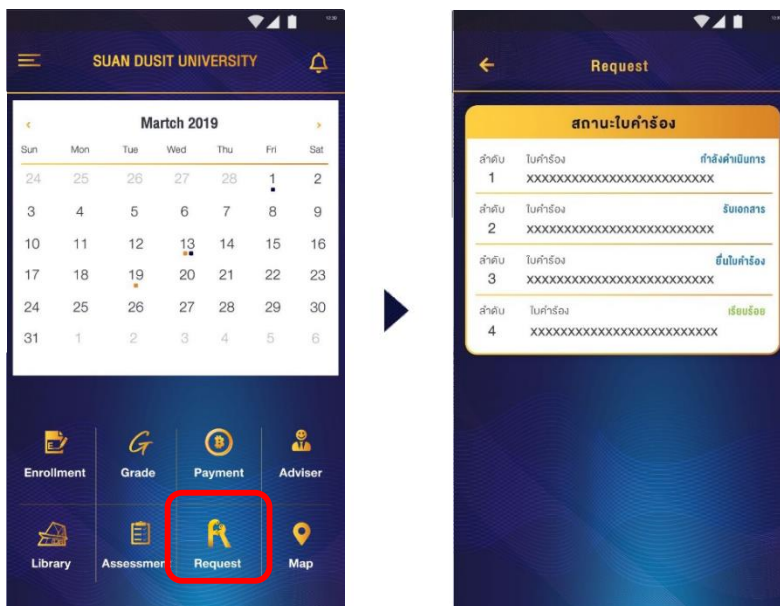 SUAN DUSIT UNIVERSITY
Martch 2019
Sun Mon Tue Wed Thu Fri Sat
24 25 26 27 28 1 2
3 4 5 6 7 8 9
10 11 12 13 14 15 16
17 18 19 20 21 22 23
24 25 26 27 28 29 30
31 1 2 3 4 5 6
Enrollment Grade Payment Adviser
Library Assessment Request Map
Request
สถานะใบคำร้อง
ลำดับ ใบคำร้อง กำลังดำเนินการ
1 XXXXXXXXXXXXXXXXXXXXXXXXX
ลำดับ ใบคำร้อง รับเอกสาร
2 XXXXXXXXXXXXXXXXXXXXXXXXX
ลำดับ ใบคำร้อง ยื่นใบคำร้อง
3 XXXXXXXXXXXXXXXXXXXXXXXXX
ลำดับ ใบคำร้อง เรียบร้อย
4 XXXXXXXXXXXXXXXXXXXXXXXXX